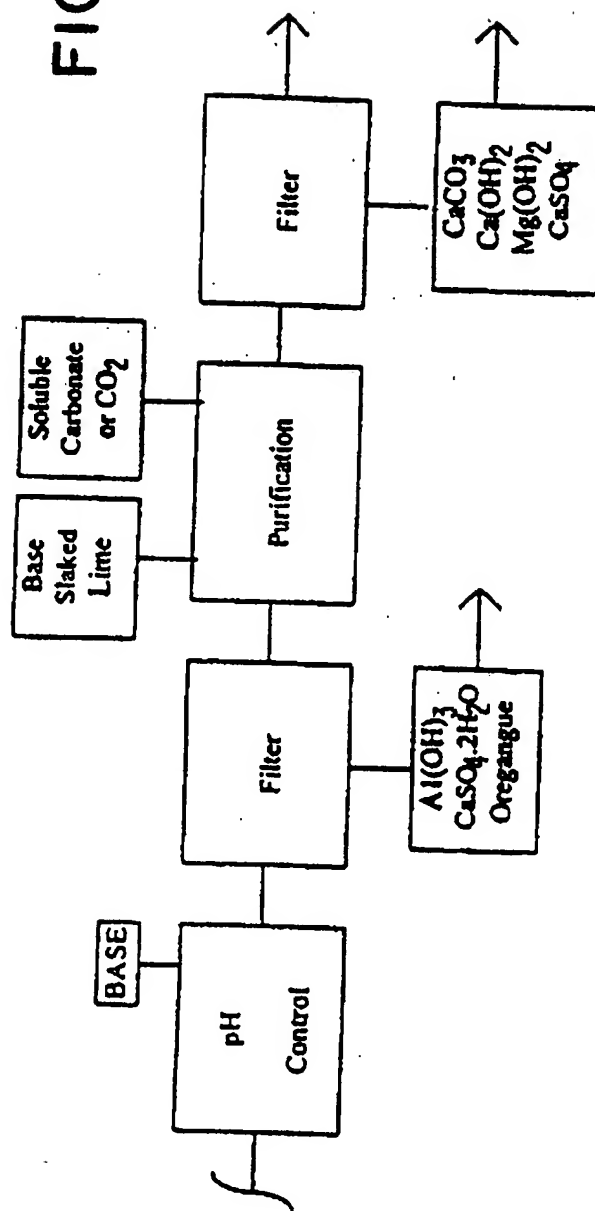 FIG
BASE
pH
Control
Filter
Al(OH)3
CaSO4.2H2O
Oregangue
Base
Slaked
Lime
Soluble
Carbonate
or CO2
Purification
Filter
CaCO3
Ca(OH)2
Mg(OH)2
CaSO4